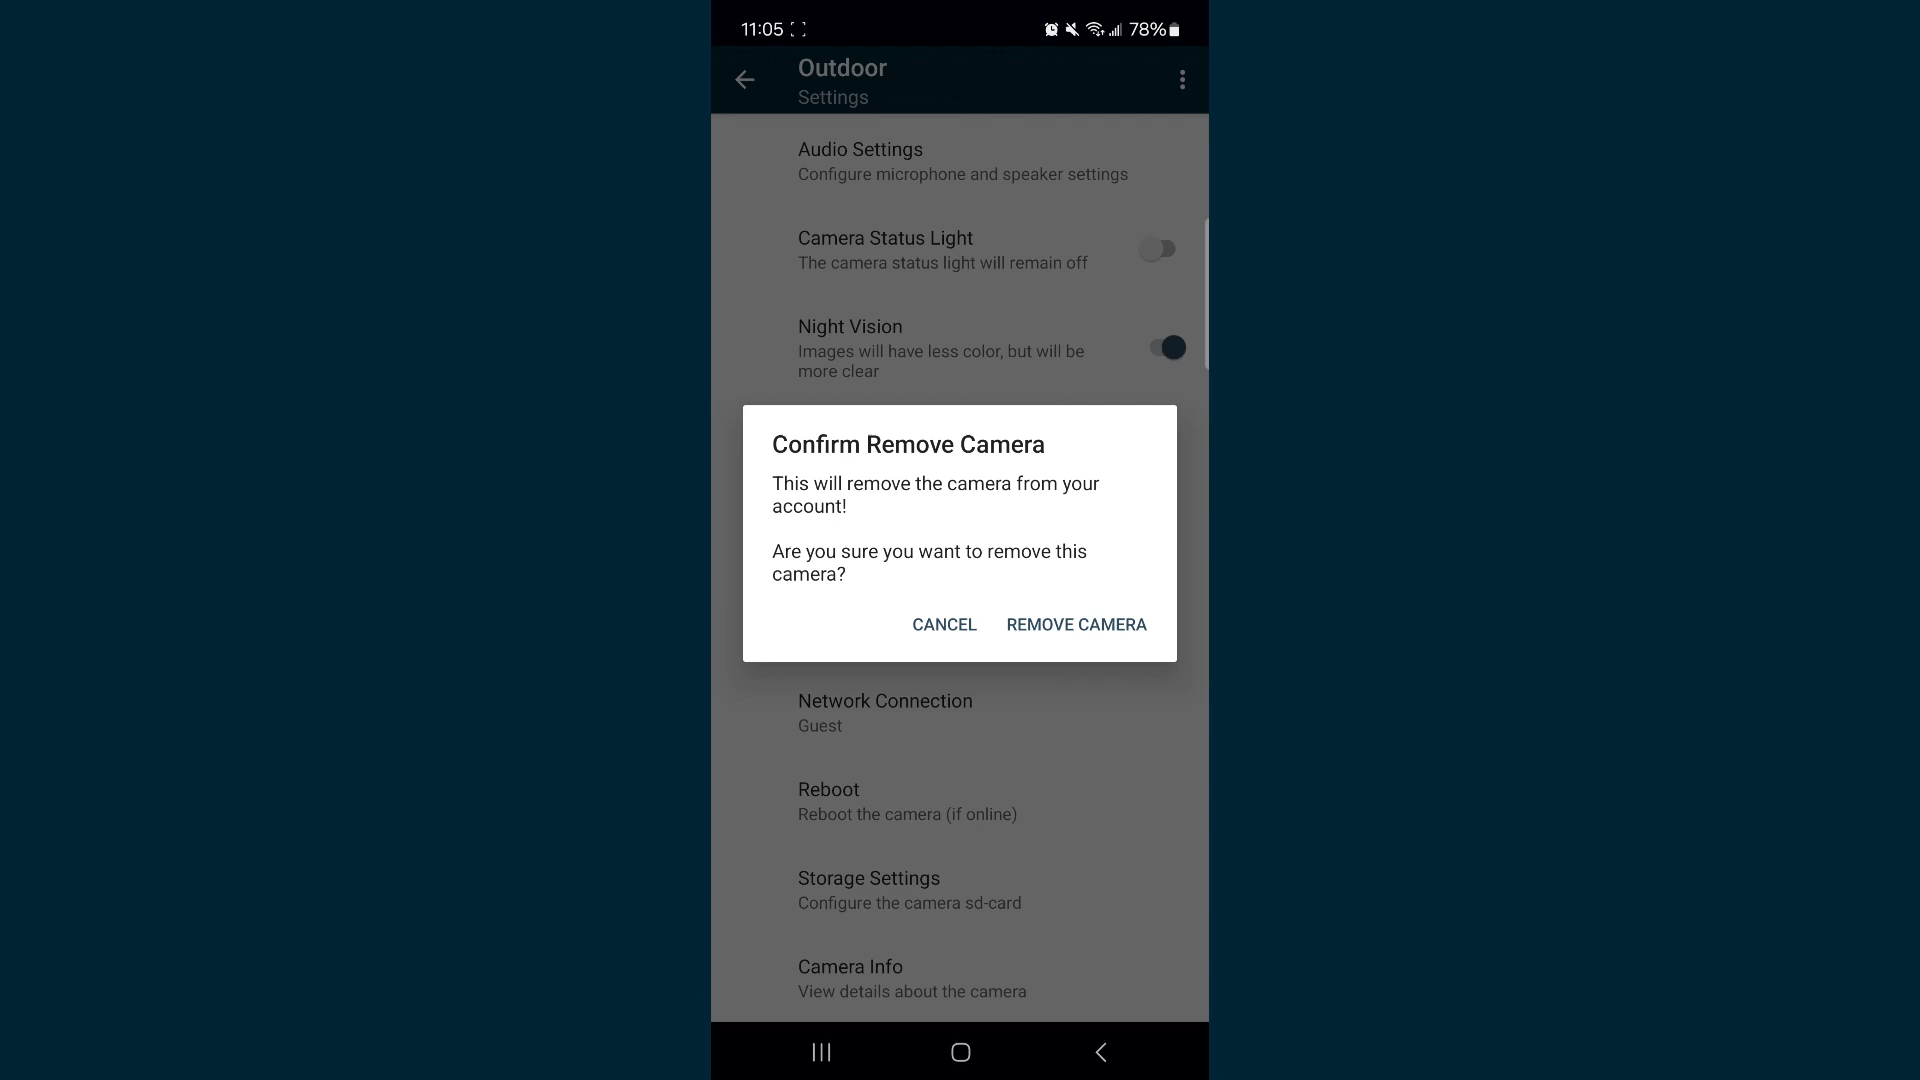 11:05
78%
Outdoor
Settings
Audio Settings
Configure microphone and speaker settings
Camera Status Light
The camera status light will remain off
Night Vision
Images will have less color, but will be
more clear
Confirm Remove Camera
This will remove the camera from your
account!
Are you sure you want to remove this
camera?
CANCEL REMOVE CAMERA
Network Connection
Guest
Reboot
Reboot the camera (if online)
Storage Settings
Configure the camera sd-card
Camera Info
View details about the camera